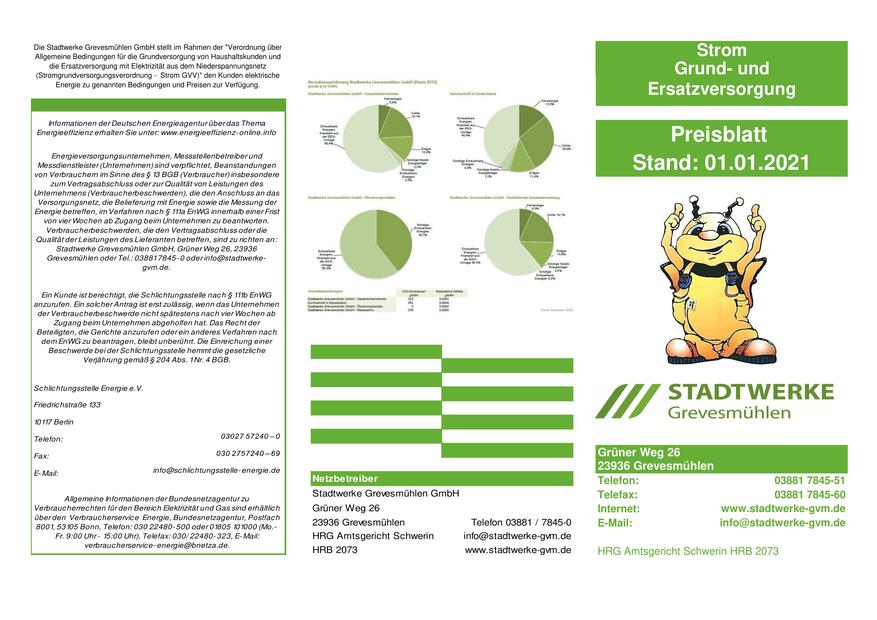 Die Stadtwerke Grevesmühlen GmbH stellt im Rahmen der "Verordnung über
Allgemeine Bedingungen für die Grundversorgung von Haushaltskunden und
die Ersatzversorgung mit Elektrizität aus dem Niederspannungsnetz
(Stromgrundversorgungsverordnung - Strom GVV)" den Kunden elektrische
Energie zu genannten Bedingungen und Preisen zur Verfügung.
Informationen der Deutschen Energieagentur über das Thema
Energieeffizienz erhalten Sie unter: www.energieeffizienz-online.info
Energieversorgungsunternehmen, Messstellenbetreiber und
Messdienstleister (Unternehmen) sind verpflichtet, Beanstandungen
von Verbrauchern im Sinne des § 13 BGB (Verbraucher) insbesondere
zum Vertragsabschluss oder zur Qualität von Leistungen des
Unternehmens (Verbraucherbeschwerden), die den Anschluss an das
Versorgungsnetz, die Belieferung mit Energie sowie die Messung der
Energie betreffen, im Verfahren nach § 111a EnWG innerhalb einer Frist
von vier Wochen ab Zugang beim Unternehmen zu beantworten.
Verbraucherbeschwerden, die den Vertragsabschluss oder die
Qualität der Leistungen des Lieferanten betreffen, sind zu richten an:
Stadtwerke Grevesmühlen GmbH, Grüner Weg 26, 23936
Grevesmühlen oder Tel.: 038817845-0 oder info@stadtwerke-
gvm.de.
Ein Kunde ist berechtigt, die Schlichtungsstelle nach § 111b EnWG
anzurufen. Ein solcher Antrag ist erst zulässig, wenn das Unternehmen
der Verbraucherbeschwerde nicht spätestens nach vier Wochen ab
Zugang beim Unternehmen abgeholfen hat. Das Recht der
Beteiligten, die Gerichte anzurufen oder ein anderes Verfahren nach
dem EnWG zu beantragen, bleibt unberührt. Die Einreichung einer
Beschwerde bei der Schlichtungsstelle hemmt die gesetzliche
Verjährung gemäß § 204 Abs. 1 Nr. 4 BGB.
Schlichtungsstelle Energie e.V.
Friedrichstraße 133
10117 Berlin
Telefon: 03027 57240–0
Fax: 030 2757240–69
E-Mail: info@schlichtungsstelle-energie.de
Allgemeine Informationen der Bundesnetzagentur zu
Verbraucherrechten für den Bereich Elektrizität und Gas sind erhältlich
über den Verbraucherservice Energie, Bundesnetzagentur, Postfach
8001, 53105 Bonn, Telefon: 030 22480-500 oder 01805 101000 (Mo.-
Fr. 9:00 Uhr - 15:00 Uhr), Telefax: 030/ 22480-323, E-Mail:
verbraucherservice-energie@bnetza.de.
Netzbetreiber
Stadtwerke Grevesmühlen GmbH
Grüner Weg 26
23936 Grevesmühlen Telefon 03881 / 7845-0
HRG Amtsgericht Schwerin info@stadtwerke-gvm.de
HRB 2073 www.stadtwerke-gvm.de
Strom
Grund- und
Ersatzversorgung
Preisblatt
Stand: 01.01.2021
STADTWERKE
Grevesmühlen
Grüner Weg 26
23936 Grevesmühlen
Telefon: 03881 7845-51
Telefax: 03881 7845-60
Internet: www.stadtwerke-gvm.de
E-Mail: info@stadtwerke-gvm.de
HRG Amtsgericht Schwerin HRB 2073